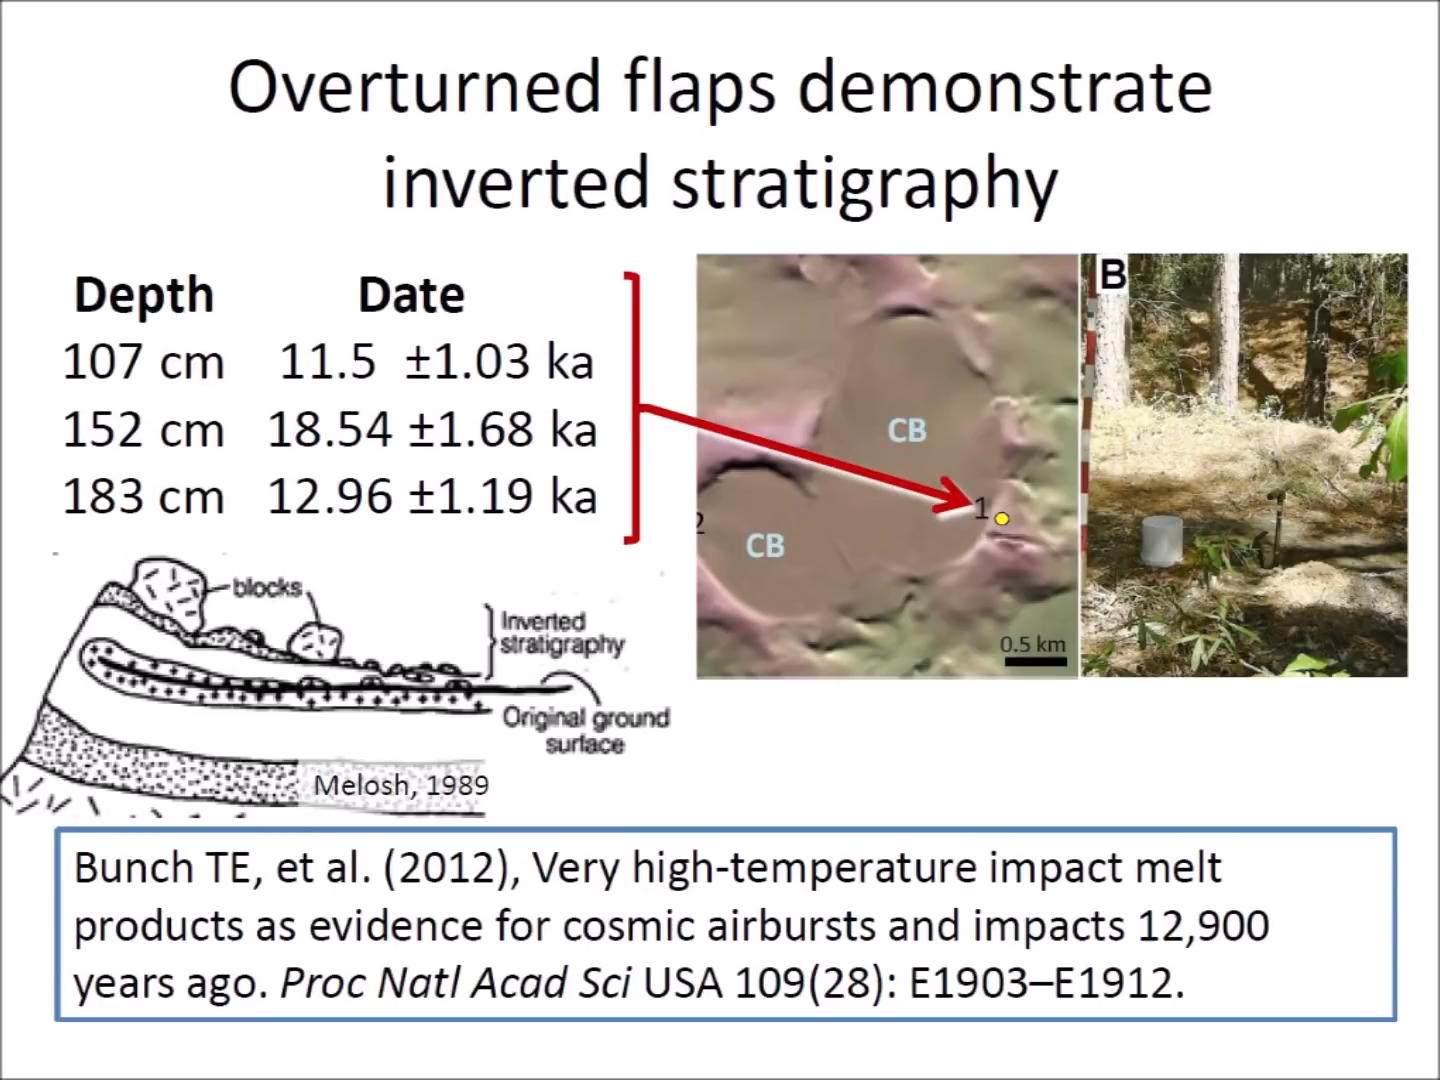 Overturned flaps demonstrate
inverted stratigraphy
Depth Date
107 cm 11.5 ±1.03 ka
152 cm 18.54 ±1.68 ka
183 cm 12.96 ±1.19 ka
CB
CB
1
2
0.5 km
B
blocks
Inverted
stratigraphy
Original ground
surface
Melosh, 1989
Bunch TE, et al. (2012), Very high-temperature impact melt
products as evidence for cosmic airbursts and impacts 12,900
years ago. Proc Natl Acad Sci USA 109(28): E1903–E1912.